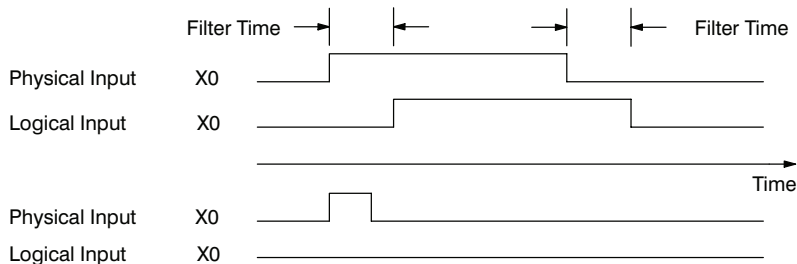 Filter Time Filter Time
Physical Input X0
Logical Input X0
Time
Physical Input X0
Logical Input X0